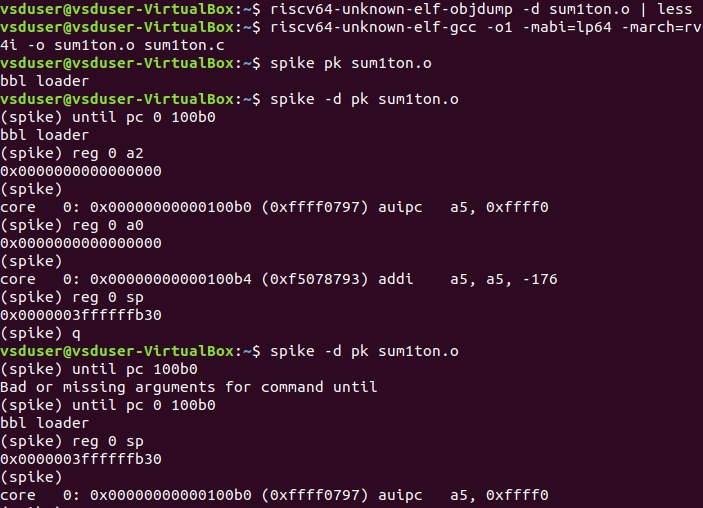 vsduser@vsduser-VirtualBox:~$ riscv64-unknown-elf-objdump -d sum1ton.o | less
vsduser@vsduser-VirtualBox:~$ riscv64-unknown-elf-gcc -o1 -mabi=lp64 -march=rv
4i -o sum1ton.o sum1ton.c
vsduser@vsduser-VirtualBox:~$ spike pk sum1ton.o
bbl loader
vsduser@vsduser-VirtualBox:~$ spike -d pk sum1ton.o
(spike) until pc 0 100b0
bbl loader
(spike) reg 0 a2
0x0000000000000000
(spike)
core   0: 0x00000000000100b0 (0xffff0797) auipc   a5, 0xffff0
(spike) reg 0 a0
0x0000000000000000
(spike)
core   0: 0x00000000000100b4 (0xf5078793) addi    a5, a5, -176
(spike) reg 0 sp
0x0000003ffffffb30
(spike) q
vsduser@vsduser-VirtualBox:~$ spike -d pk sum1ton.o
(spike) until pc 100b0
Bad or missing arguments for command until
(spike) until pc 0 100b0
bbl loader
(spike) reg 0 sp
0x0000003ffffffb30
(spike)
core   0: 0x00000000000100b0 (0xffff0797) auipc   a5, 0xffff0